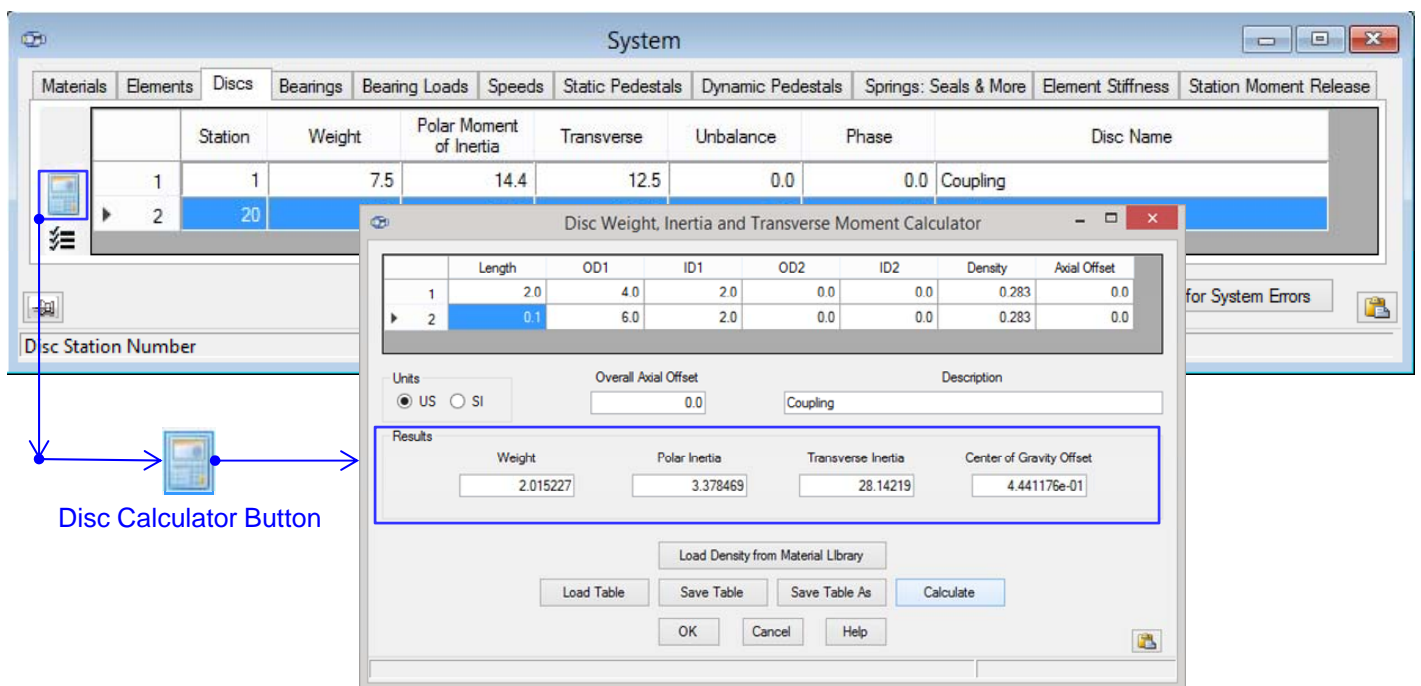 System
Materials Elements Discs Bearings Bearing Loads Speeds Static Pedestals Dynamic Pedestals Springs: Seals & More Element Stiffness Station Moment Release
Station Weight Polar Moment of Inertia Transverse Unbalance Phase Disc Name
1 1 7.5 14.4 12.5 0.0 0.0 Coupling
2 20
for System Errors
Disc Station Number
Disc Weight, Inertia and Transverse Moment Calculator
Length OD1 ID1 OD2 ID2 Density Axial Offset
1 2.0 4.0 2.0 0.0 0.0 0.283 0.0
2 0.1 6.0 2.0 0.0 0.0 0.283 0.0
Units Overall Axial Offset Description
US SI 0.0 Coupling
Results
Weight Polar Inertia Transverse Inertia Center of Gravity Offset
2.015227 3.378469 28.14219 4.441176e-01
Disc Calculator Button
Load Density from Material LIbrary
Load Table Save Table Save Table As Calculate
OK Cancel Help